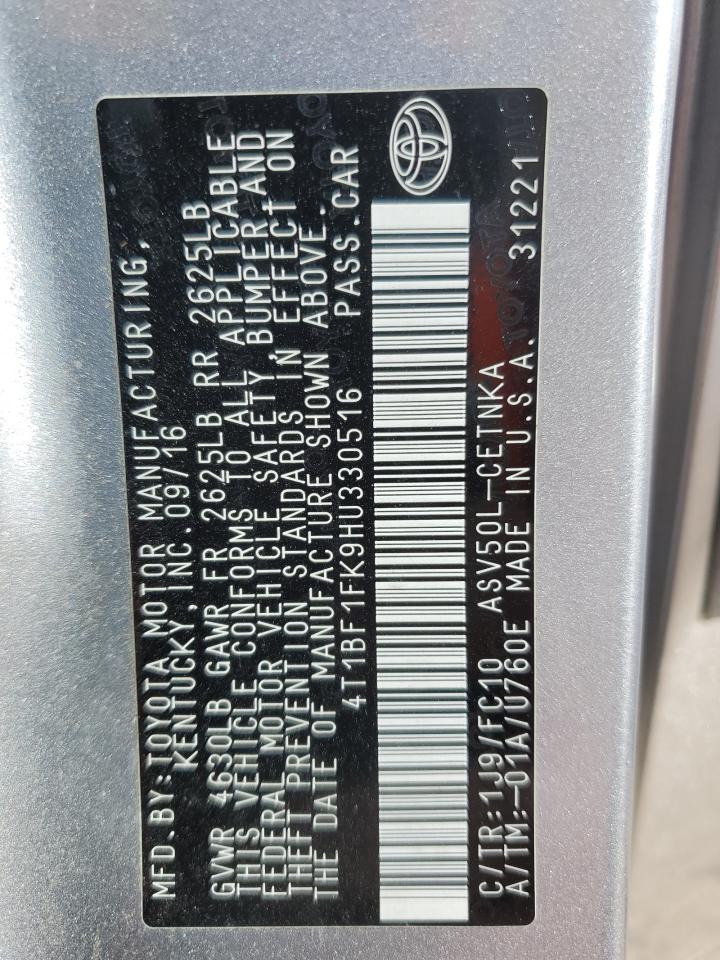 MFD.BY:TOYOTA MOTOR MANUFACTURING,
KENTUCKY, INC. 09/16
GVWR 4630LB GAWR FR 2625LB RR 2625LB
THIS VEHICLE CONFORMS TO ALL APPLICABLE
FEDERAL MOTOR VEHICLE SAFETY, BUMPER, AND
THEFT PREVENTION STANDARDS IN EFFECT ON
THE DATE OF MANUFACTURE SHOWN ABOVE.
4T1BF1FK9HU330516 PASS. CAR
C/TR:1J9/FC10 ASV50L-CETNKA
A/TM:-01A/U760E MADE IN U.S.A. 31221